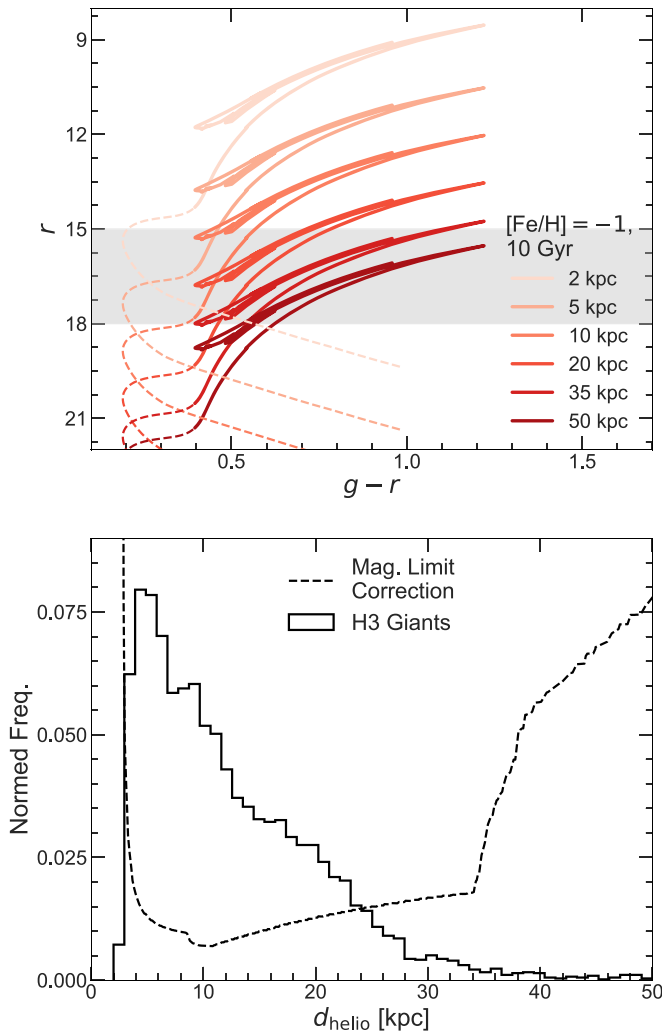 9
12
15
18
21
r
[Fe/H] = −1,
10 Gyr
2 kpc
5 kpc
10 kpc
20 kpc
35 kpc
50 kpc
0.5
1.0
1.5
g − r
Mag. Limit
Correction
H3 Giants
0.075
0.050
0.025
0.000
Normed Freq.
0
10
20
30
40
50
d_helio [kpc]